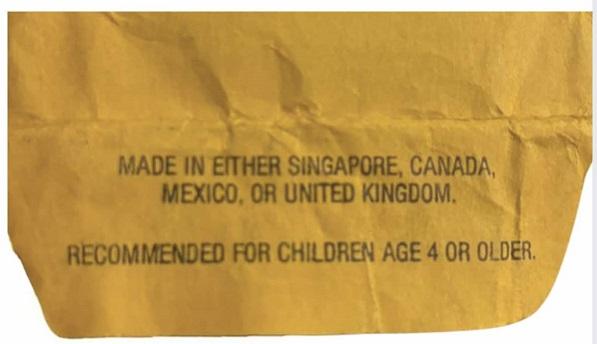 MADE IN EITHER SINGAPORE, CANADA,
MEXICO, OR UNITED KINGDOM.
RECOMMENDED FOR CHILDREN AGE 4 OR OLDER.